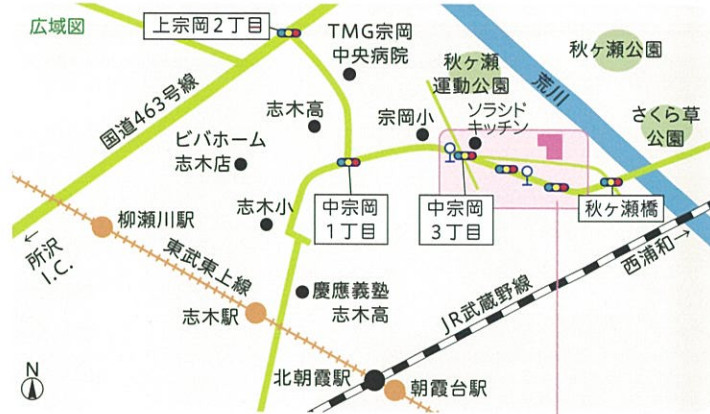 広域図
上宗岡2丁目
TMG宗岡
中央病院
秋ヶ瀬
運動公園
秋ヶ瀬公園
荒川
国道463号線
志木高
宗岡小
ソラシド
キッチン
さくら草
公園
ビバホーム
志木店
中宗岡
1丁目
中宗岡
3丁目
秋ヶ瀬橋
志木小
柳瀬川駅
←
所沢
I.C.
東武東上線
西浦和→
慶應義塾
志木高
JR武蔵野線
志木駅
北朝霞駅
朝霞台駅
N